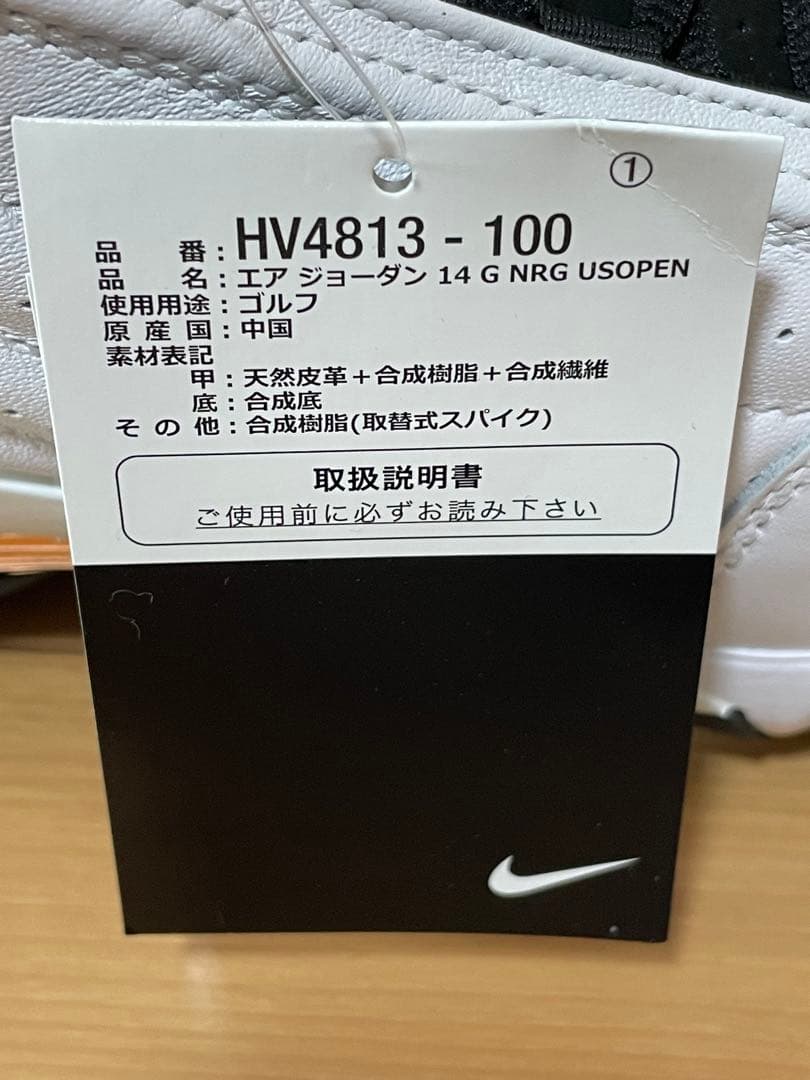 ①
品 番 : HV4813 - 100
品 名 : エア ジョーダン 14 G NRG USOPEN
使用用途 : ゴルフ
原 産 国 : 中国
素材表記
甲 : 天然皮革+合成樹脂+合成繊維
底 : 合成底
そ の 他 : 合成樹脂(取替式スパイク)
取扱説明書
ご使用前に必ずお読み下さい